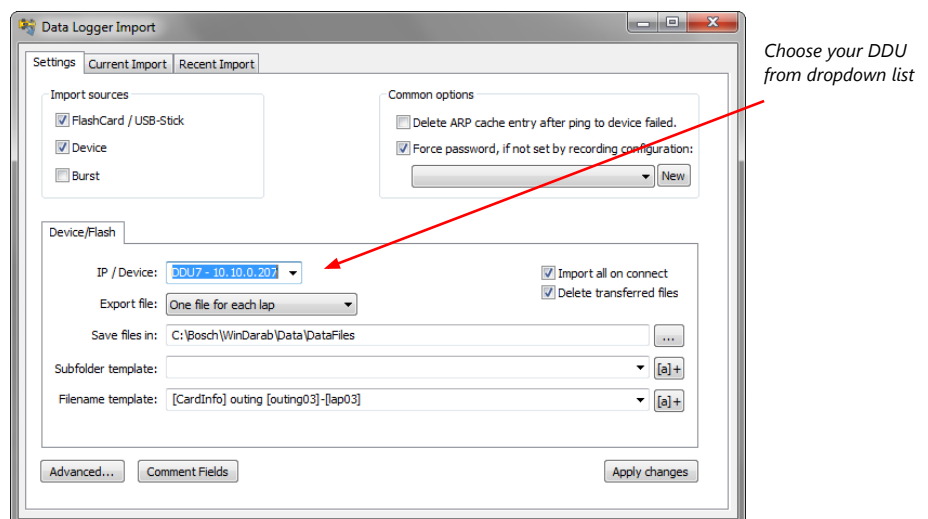 Data Logger Import
Choose your DDU
from dropdown list
Settings Current Import Recent Import
Import sources
FlashCard / USB-Stick
Device
Burst
Common options
Delete ARP cache entry after ping to device failed.
Force password, if not set by recording configuration:
New
Device/Flash
IP / Device: DDU7 - 10.10.0.207
Import all on connect
Export file: One file for each lap
Delete transferred files
Save files in: C:\Bosch\WinDarab\Data\DataFiles ...
Subfolder template: [a]+
Filename template: [CardInfo] outing [outing03]-[lap03] [a]+
Advanced... Comment Fields Apply changes